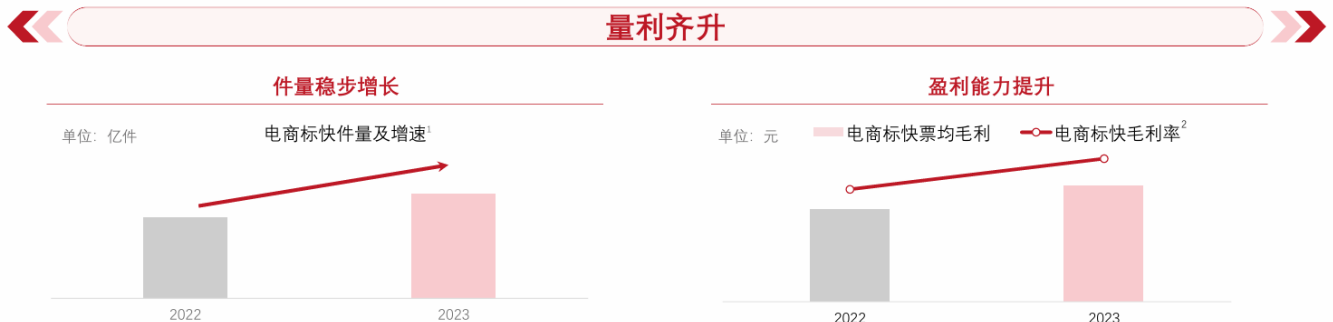 量利齐升
件量稳步增长
单位：亿件
电商标快件量及增速1
2022
2023
盈利能力提升
单位：元
电商标快票均毛利
电商标快毛利率2
2022
2023